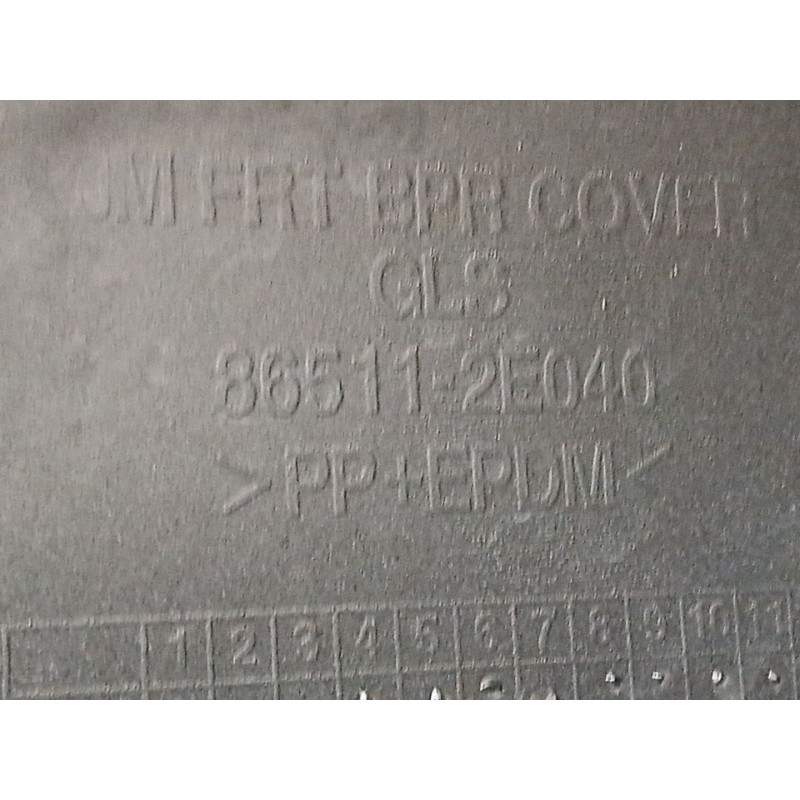 JM FRT BPR COVER
GLS
86511-2E040
>PP+EPDM<
1 2 3 4 5 6 7 8 9 10 11